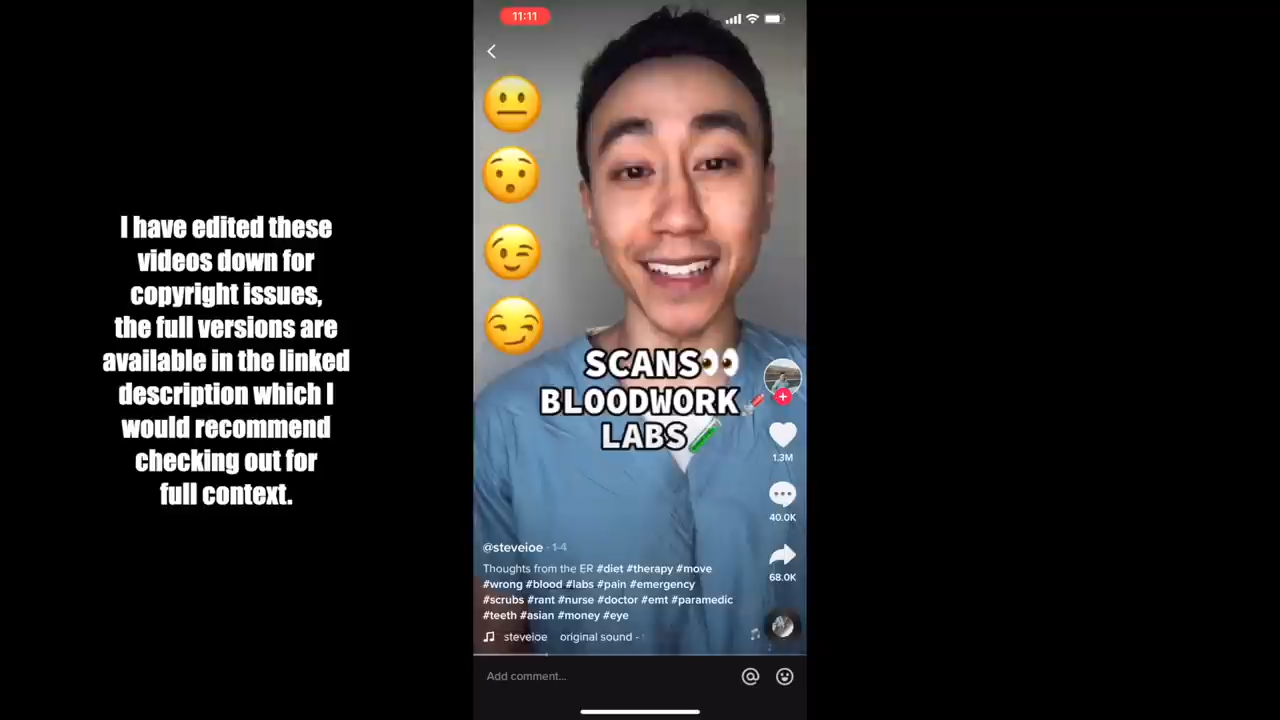 I have edited these
videos down for
copyright issues,
the full versions are
available in the linked
description which I
would recommend
checking out for
full context.
11:11
SCANS
BLOODWORK
LABS
1.3M
40.0K
68.0K
@steveioe · 1-4
Thoughts from the ER #diet #therapy #move
#wrong #blood #labs #pain #emergency
#scrubs #rant #nurse #doctor #emt #paramedic
#teeth #asian #money #eye
steveioe original sound -
Add comment...